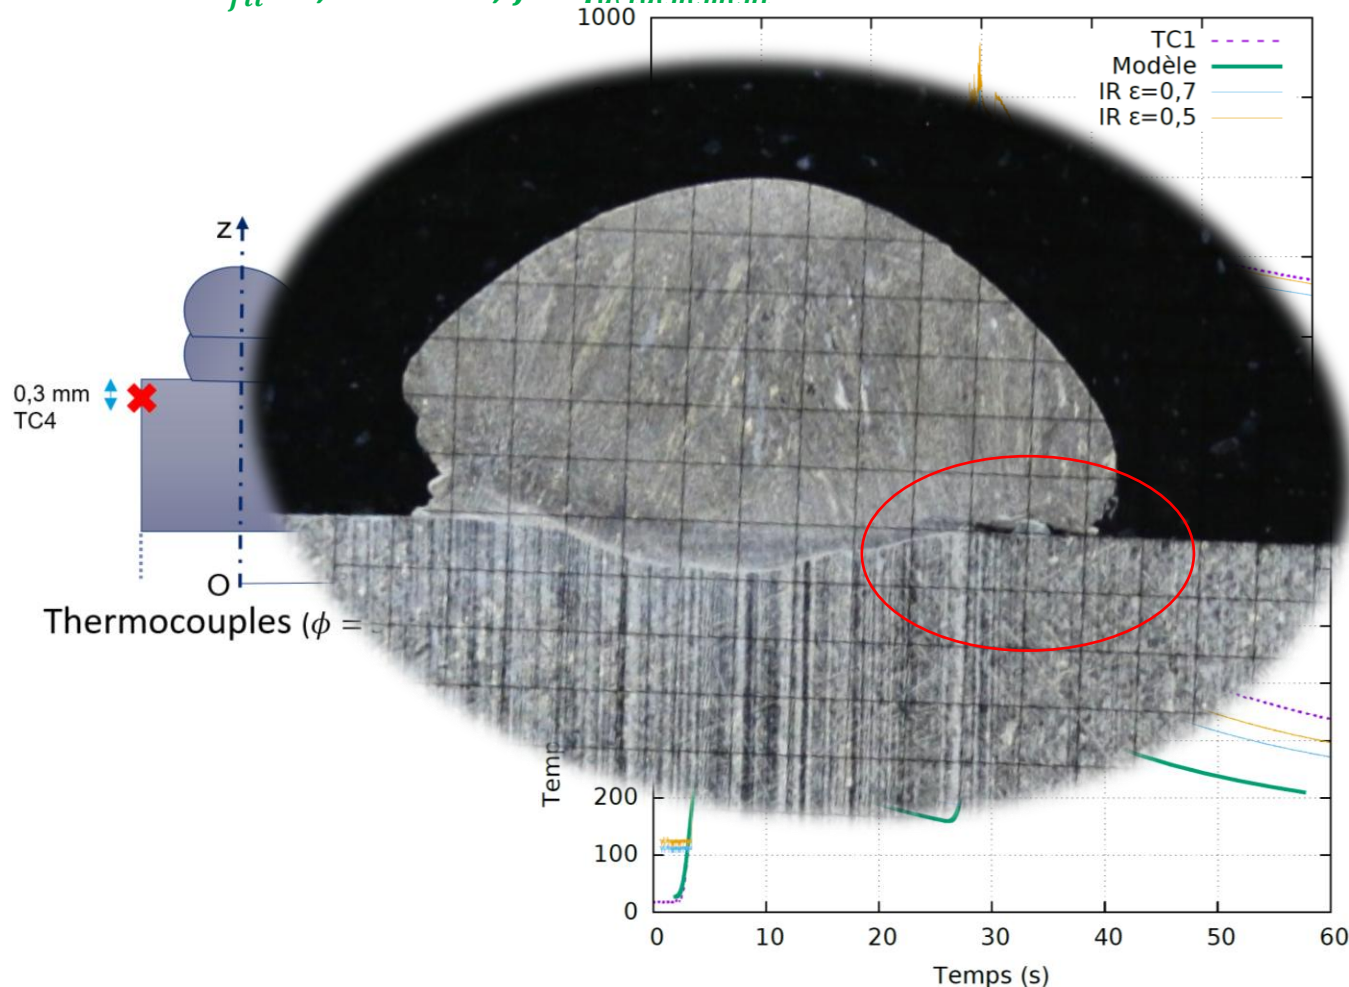 1000
TC1
Modèle
IR ε=0,7
IR ε=0,5
z
0,3 mm
TC4
O
Thermocouples (ϕ =
200
100
0
0 10 20 30 40 50 60
Temps (s)